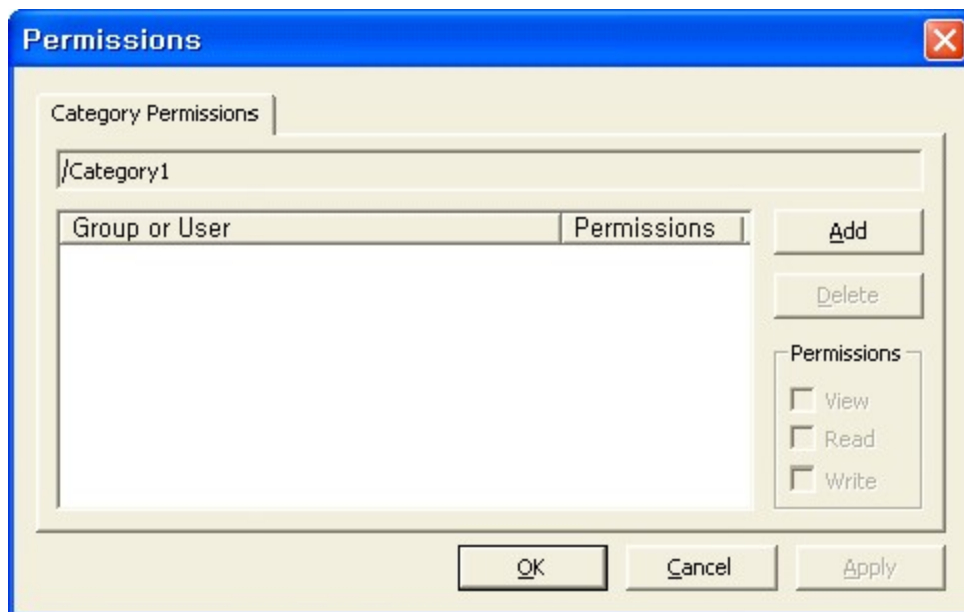 Permissions
Category Permissions
/Category1
Group or User Permissions
Add
Delete
Permissions
View
Read
Write
OK Cancel Apply